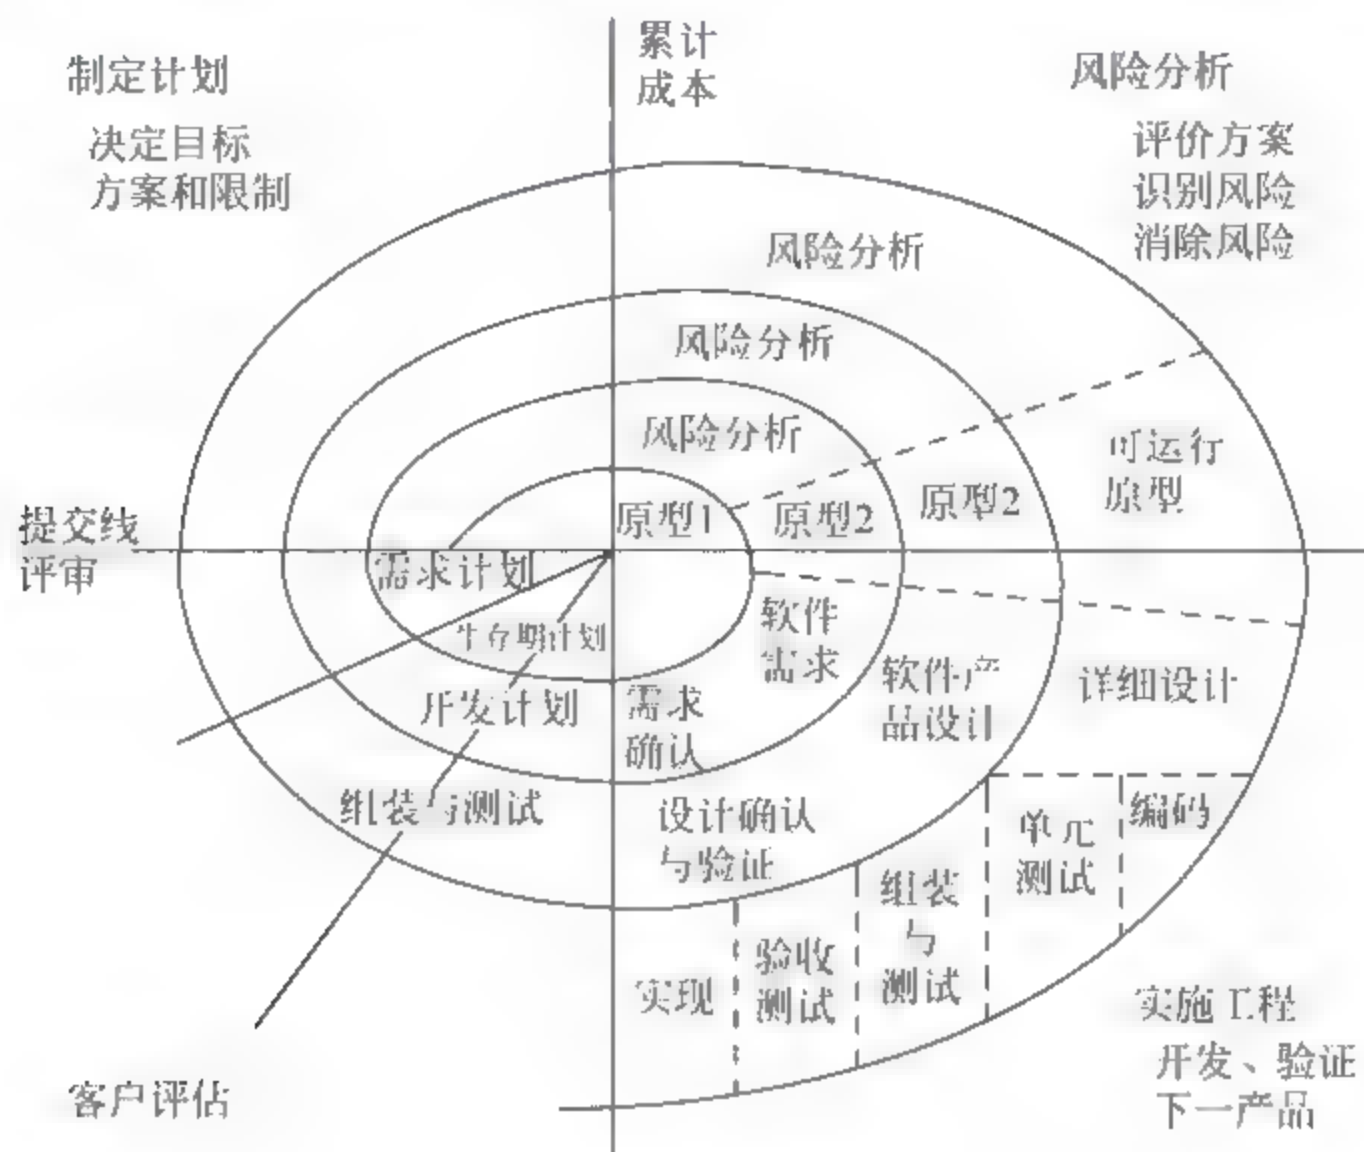 累计
成本
制定计划
决定目标
方案和限制
风险分析
评价方案
识别风险
消除风险
风险分析
风险分析
风险分析
可运行
原型
原型1
原型2
原型2
提交线
评审
需求计划
生存期计划
软件
需求
开发计划
需求
确认
软件产
品设计
详细设计
组装与测试
设计确认
与验证
单元
测试
编码
组装
与
测试
验收
测试
实现
实施工程
开发、验证
下一产品
客户评估